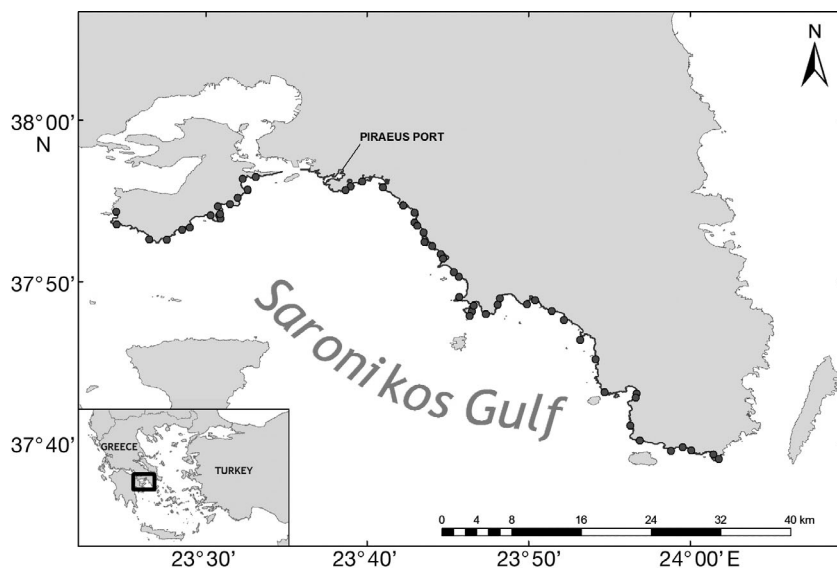 N
38°00'
N
PIRAEUS PORT
37°50'
Saronikos Gulf
37°40'
GREECE
TURKEY
0 4 8 16 24 32 40 km
23°30' 23°40' 23°50' 24°00' E